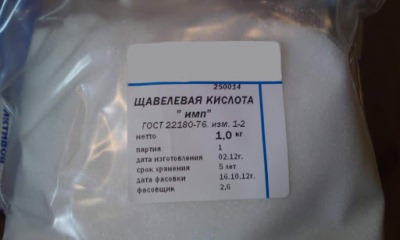 250014
ЩАВЕЛЕВАЯ КИСЛОТА
" имп"
ГОСТ 22180-76. изм. 1-2
нетто 1,0 кг
партия 1
дата изготовления 02.12г.
срок хранения 5 лет
дата фасовки 16.10.12г.
фасовщик 2,6